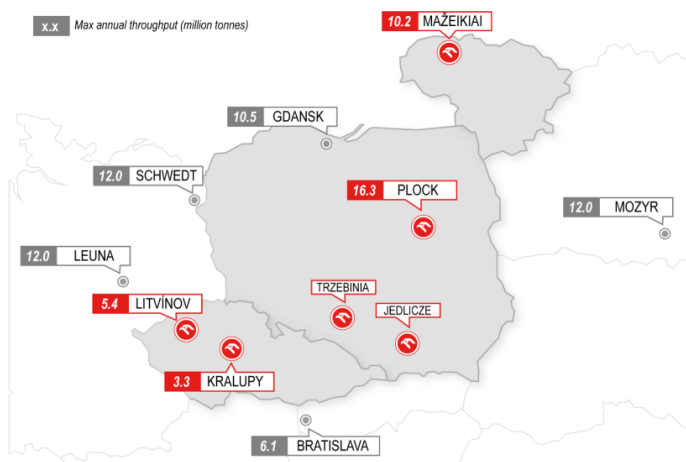 x.x Max annual throughput (million tonnes)
10.2 MAŽEIKIAI
10.5 GDANSK
12.0 SCHWEDT
16.3 PLOCK
12.0 MOZYR
12.0 LEUNA
TRZEBINIA
5.4 LITVÍNOV
JEDLICZE
3.3 KRALUPY
6.1 BRATISLAVA